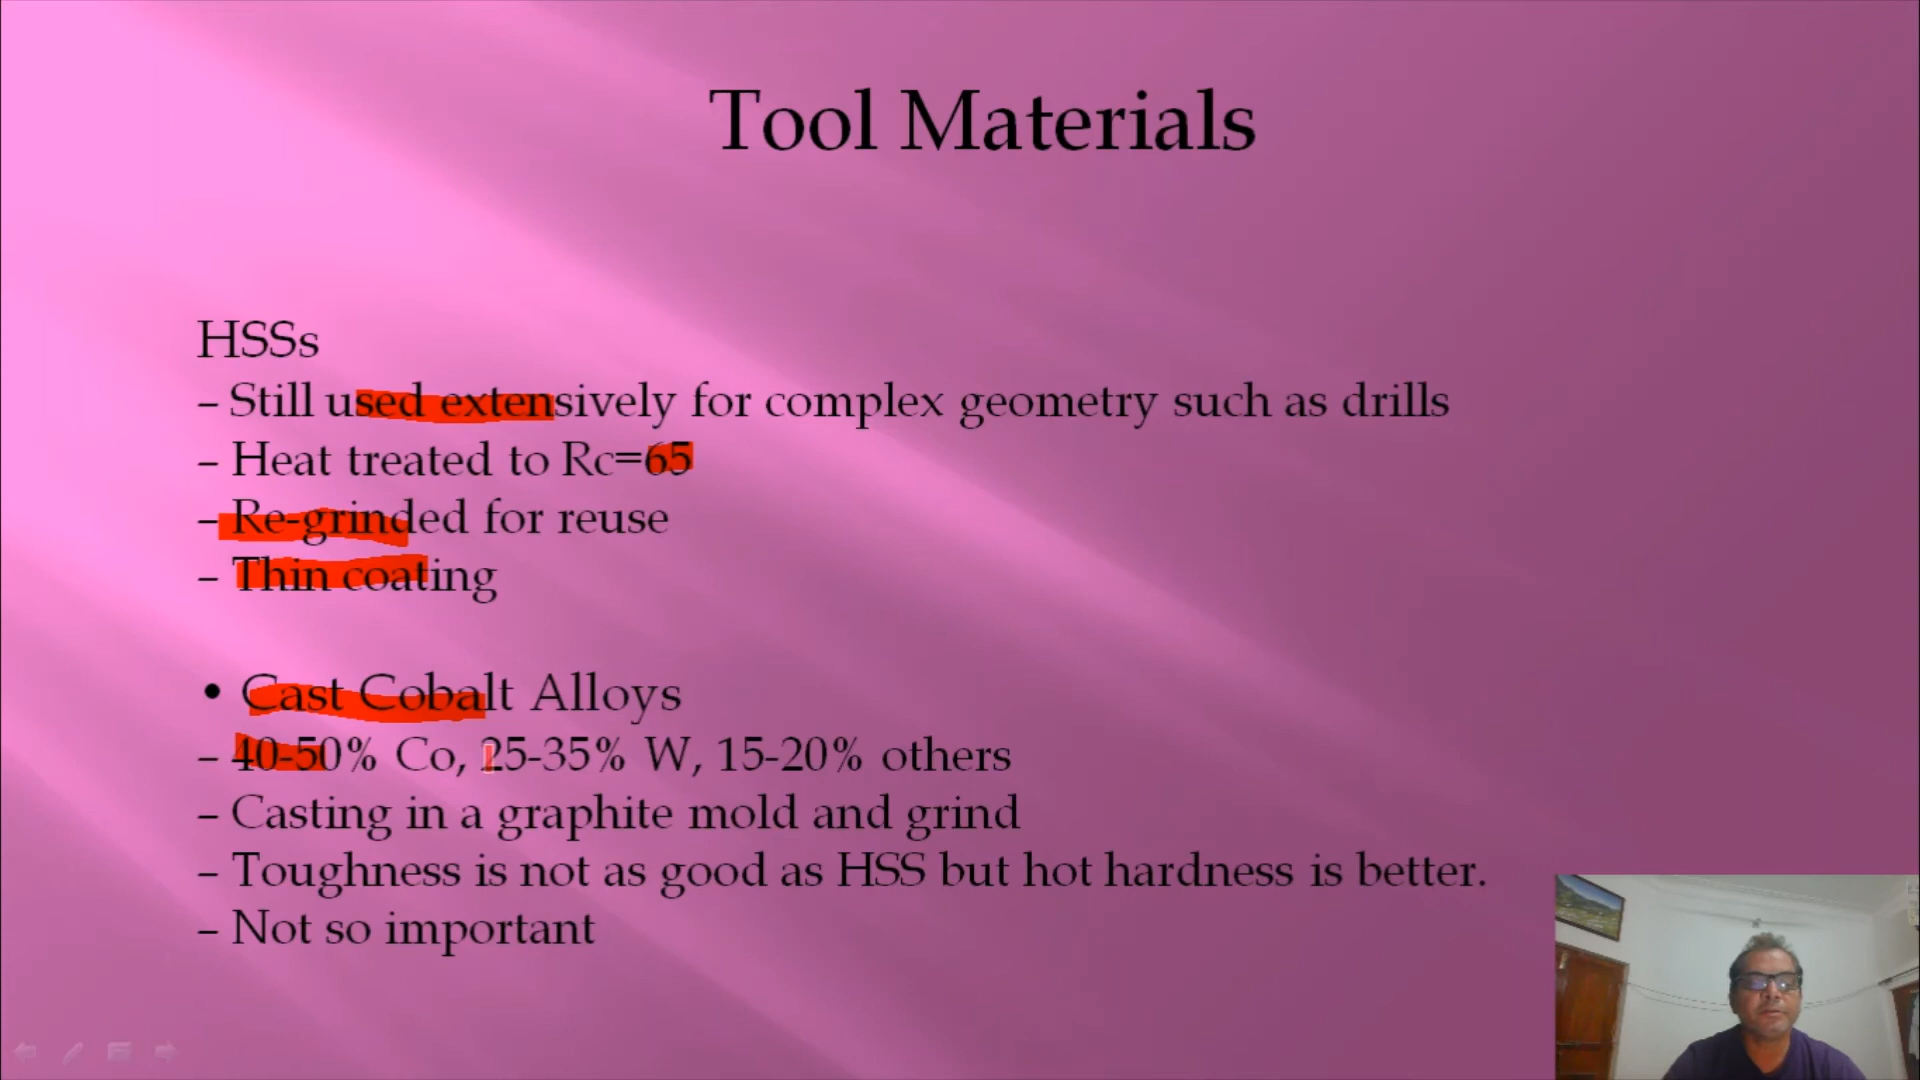 Tool Materials
HSSs
– Still used extensively for complex geometry such as drills
– Heat treated to Rc=65
– Re-grinded for reuse
– Thin coating
• Cast Cobalt Alloys
– 40-50% Co, 25-35% W, 15-20% others
– Casting in a graphite mold and grind
– Toughness is not as good as HSS but hot hardness is better.
– Not so important